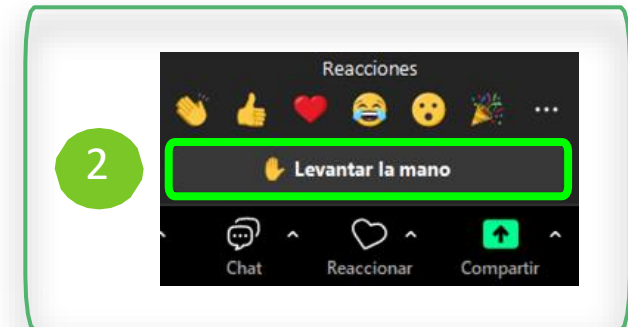 Reacciones
2
Levantar la mano
Chat
Reaccionar
Compartir